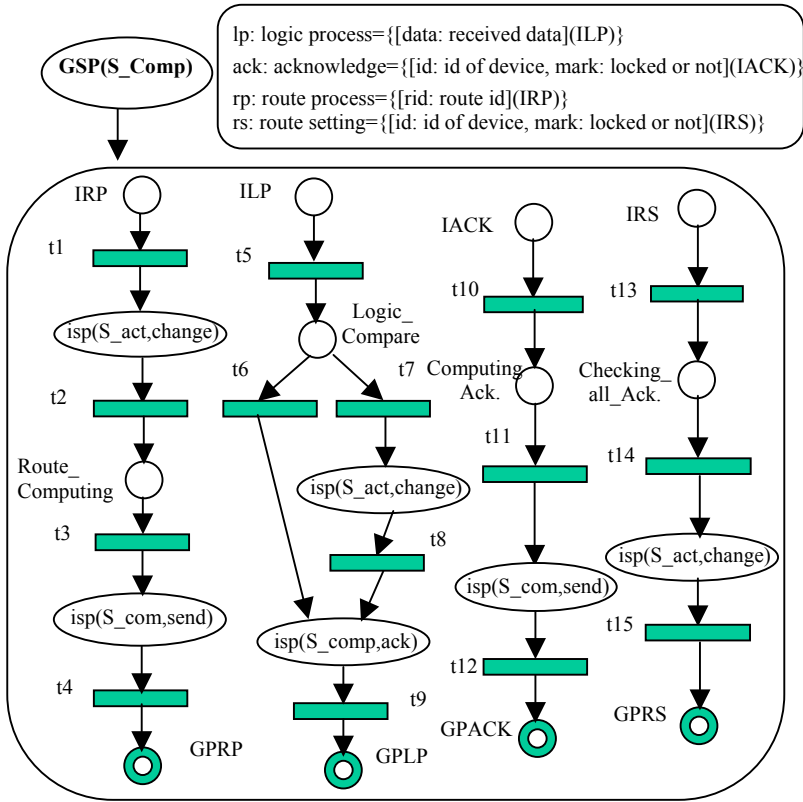 GSP(S_Comp)
lp: logic process={[data: received data](ILP)}
ack: acknowledge={[id: id of device, mark: locked or not](IACK)}
rp: route process={[rid: route id](IRP)}
rs: route setting={[id: id of device, mark: locked or not](IRS)}
IRP
t1
isp(S_act,change)
t2
Route_
Computing
t3
isp(S_com,send)
t4
GPRP
ILP
t5
Logic_
Compare
t6
t7
isp(S_act,change)
t8
isp(S_comp,ack)
t9
GPLP
IACK
t10
Computing
Ack.
t11
isp(S_com,send)
t12
GPACK
IRS
t13
Checking_
all_Ack.
t14
isp(S_act,change)
t15
GPRS